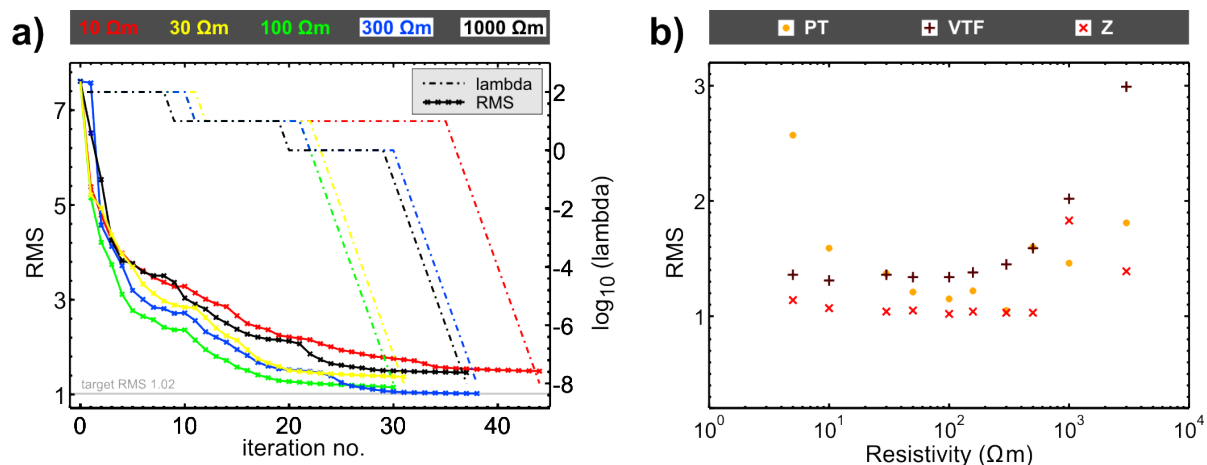 a)
10 Ωm 30 Ωm 100 Ωm 300 Ωm 1000 Ωm
lambda
RMS
7
5
3
1
RMS
2
0
-2
-4
-6
-8
log10 (lambda)
target RMS 1.02
0 10 20 30 40
iteration no.
b)
PT VTF Z
3
2
1
RMS
10^0 10^1 10^2 10^3 10^4
Resistivity (Ωm)